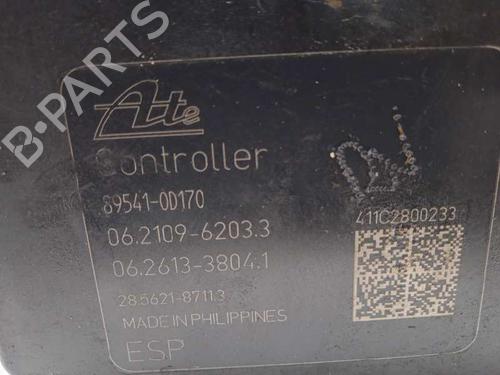 B-PARTS
Ate
Controller
89541-0D170
06.2109-6203.3
06.2613-3804.1
28.5621-8711.3
MADE IN PHILIPPINES
ESP
411C2800233